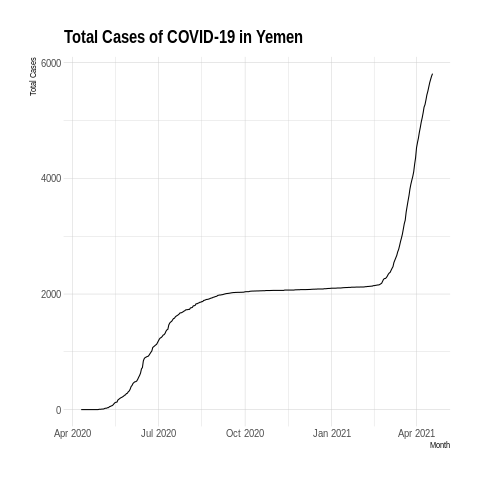 Total Cases of COVID-19 in Yemen
Total Cases
6000
4000
2000
0
Apr 2020
Jul 2020
Oct 2020
Jan 2021
Apr 2021
Month